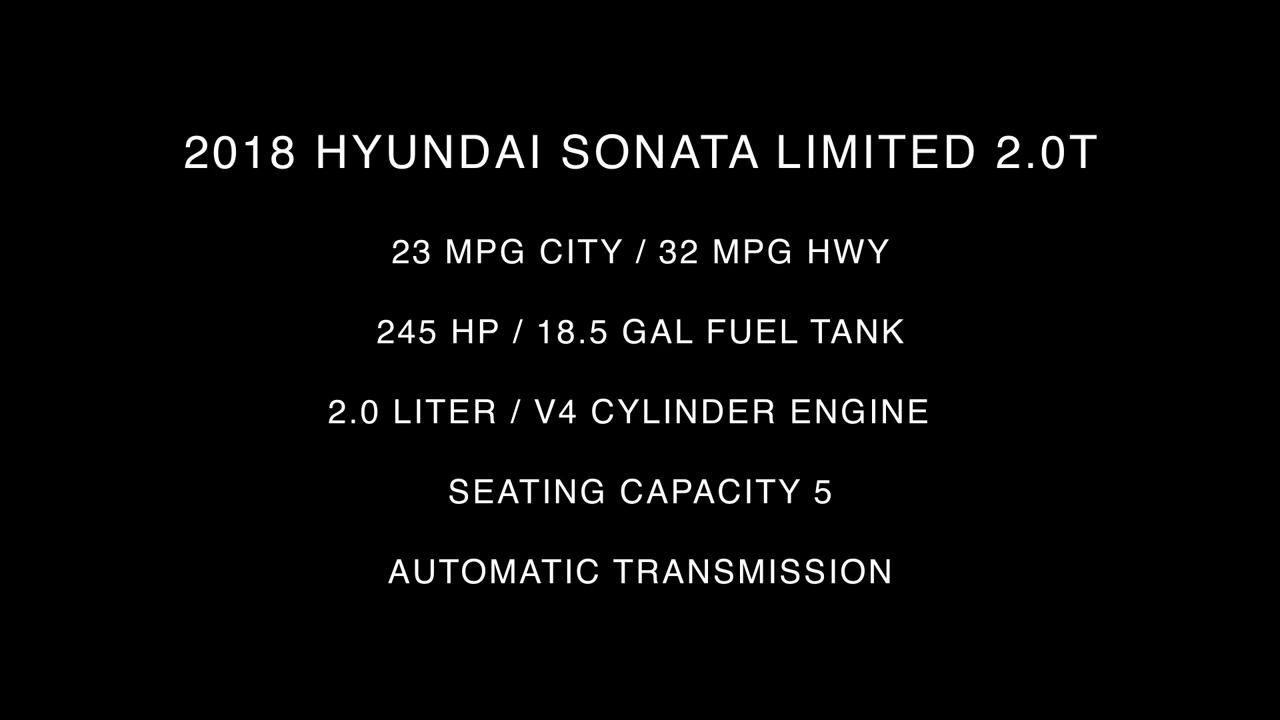 2018 HYUNDAI SONATA LIMITED 2.0T
23 MPG CITY / 32 MPG HWY
245 HP / 18.5 GAL FUEL TANK
2.0 LITER / V4 CYLINDER ENGINE
SEATING CAPACITY 5
AUTOMATIC TRANSMISSION